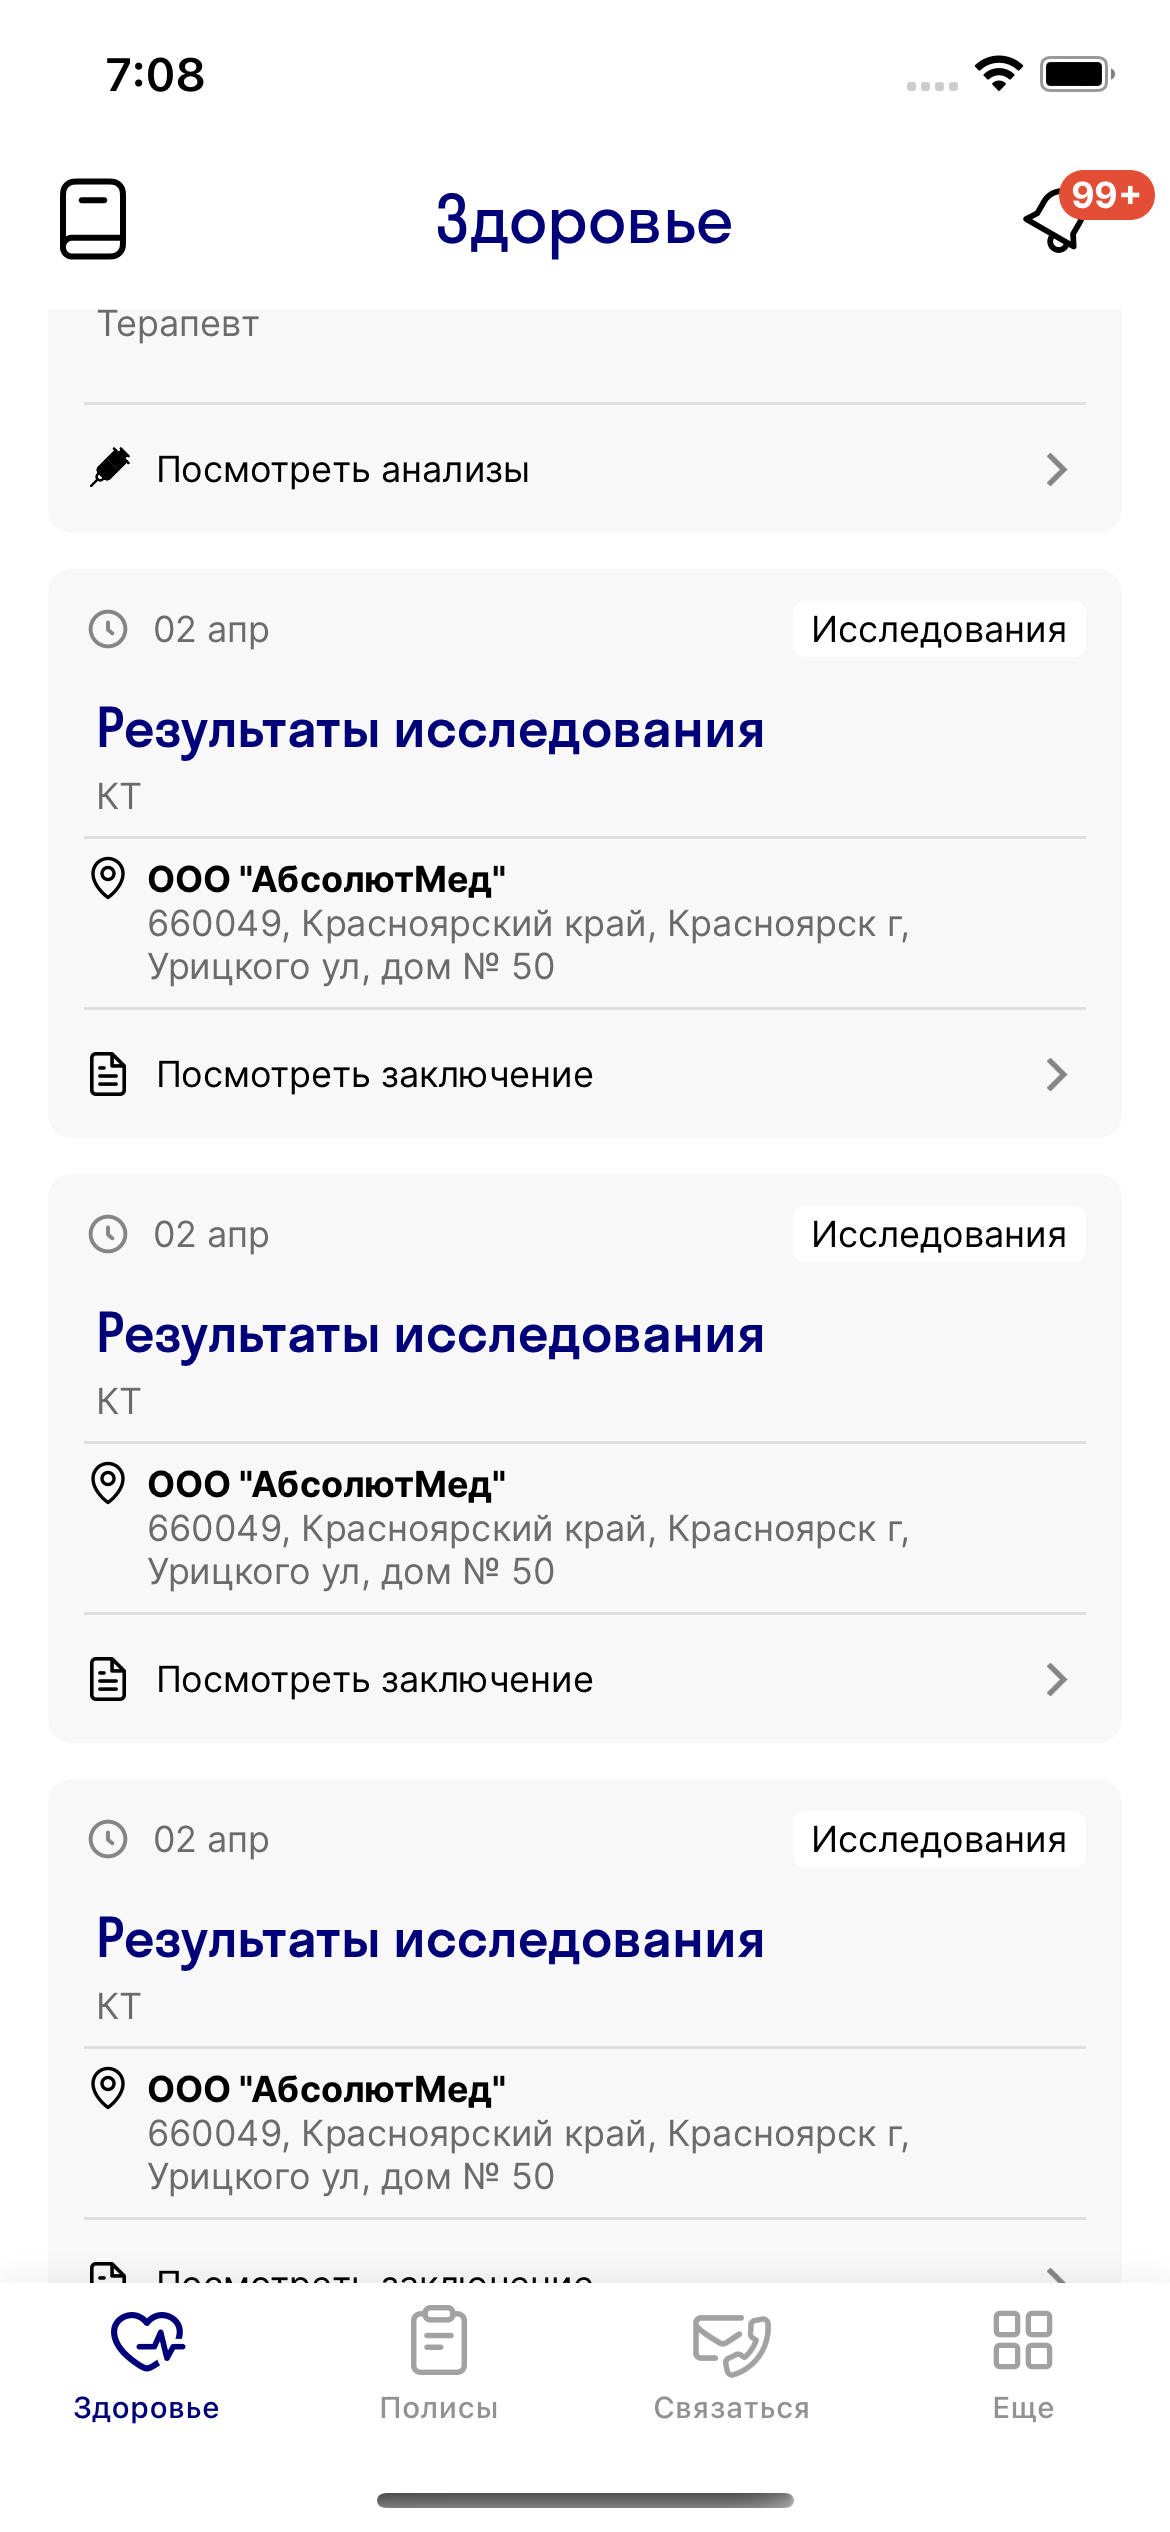 7:08
Здоровье
99+
Терапевт
Посмотреть анализы
02 апр
Исследования
Результаты исследования
КТ
ООО "АбсолютМед"
660049, Красноярский край, Красноярск г,
Урицкого ул, дом № 50
Посмотреть заключение
02 апр
Исследования
Результаты исследования
КТ
ООО "АбсолютМед"
660049, Красноярский край, Красноярск г,
Урицкого ул, дом № 50
Посмотреть заключение
02 апр
Исследования
Результаты исследования
КТ
ООО "АбсолютМед"
660049, Красноярский край, Красноярск г,
Урицкого ул, дом № 50
Посмотреть заключение
Здоровье
Полисы
Связаться
Еще